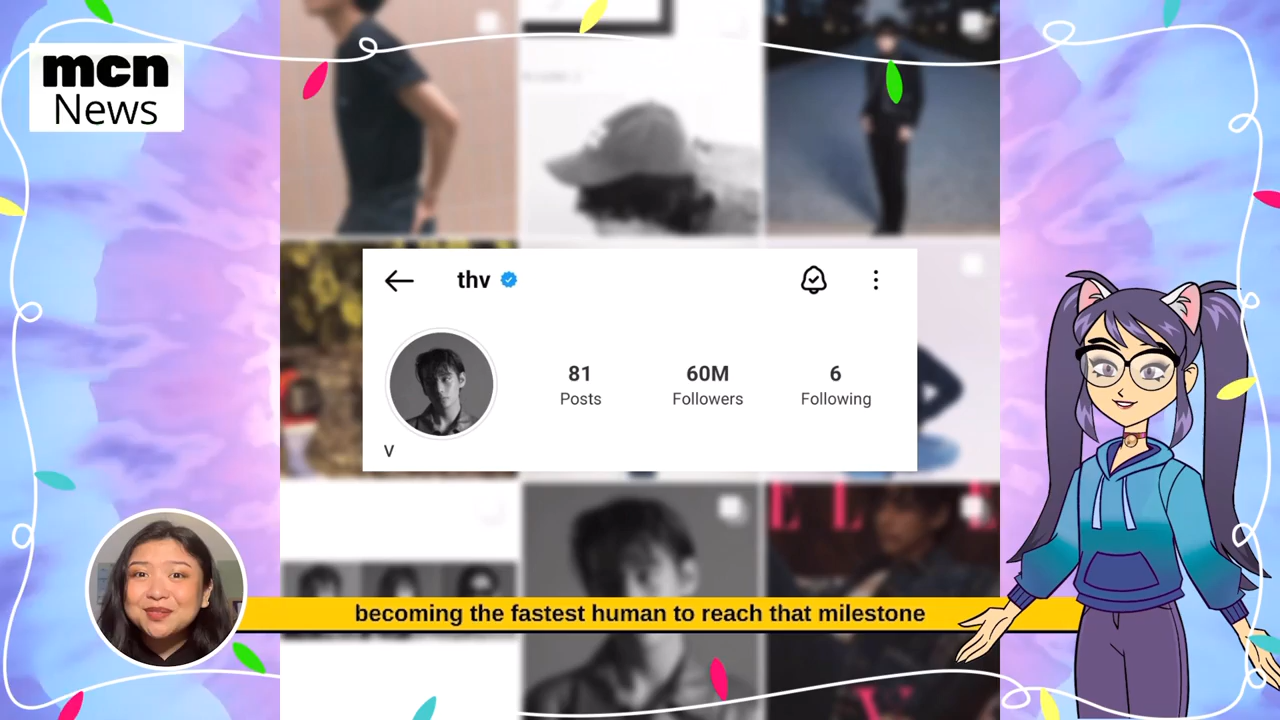 mcn
News
thv
81
Posts
60M
Followers
6
Following
V
becoming the fastest human to reach that milestone